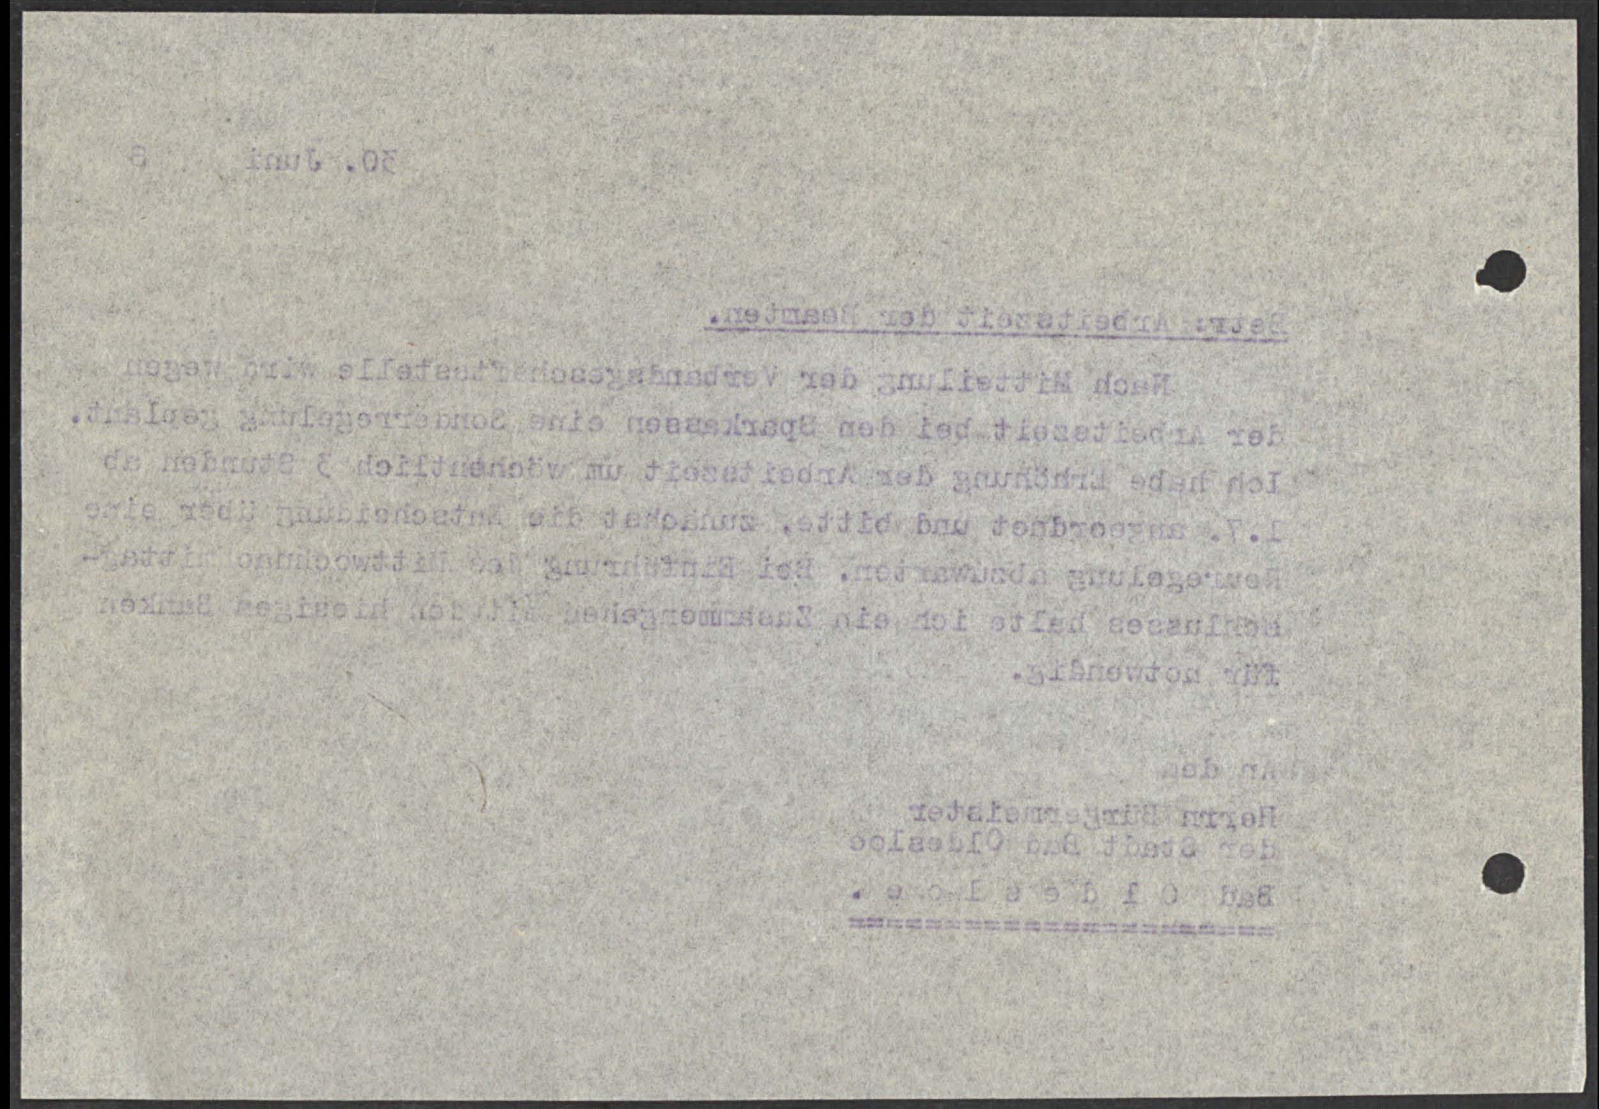 30. Juni 8
Betr: Arbeitszeit der Beamten.
Nach Mitteilung der Verbandsgeschäftsstelle wird wegen
der Arbeitszeit bei den Sparkassen eine Sonderregelung geplant.
Ich habe Erhöhung der Arbeitszeit um wöchentlich 3 Stunden ab
1.7. angeordnet und bitte, zunächst die Entscheidung über eine
Neuregelung abzuwarten. Bei Einführung des Mittwochnachmittag-
schlusses halte ich ein Zusammengehen mit den hiesigen Banken
für notwendig.
An den
Herrn Bürgermeister
der Stadt Bad Oldesloe
Bad O l d e s l o e .